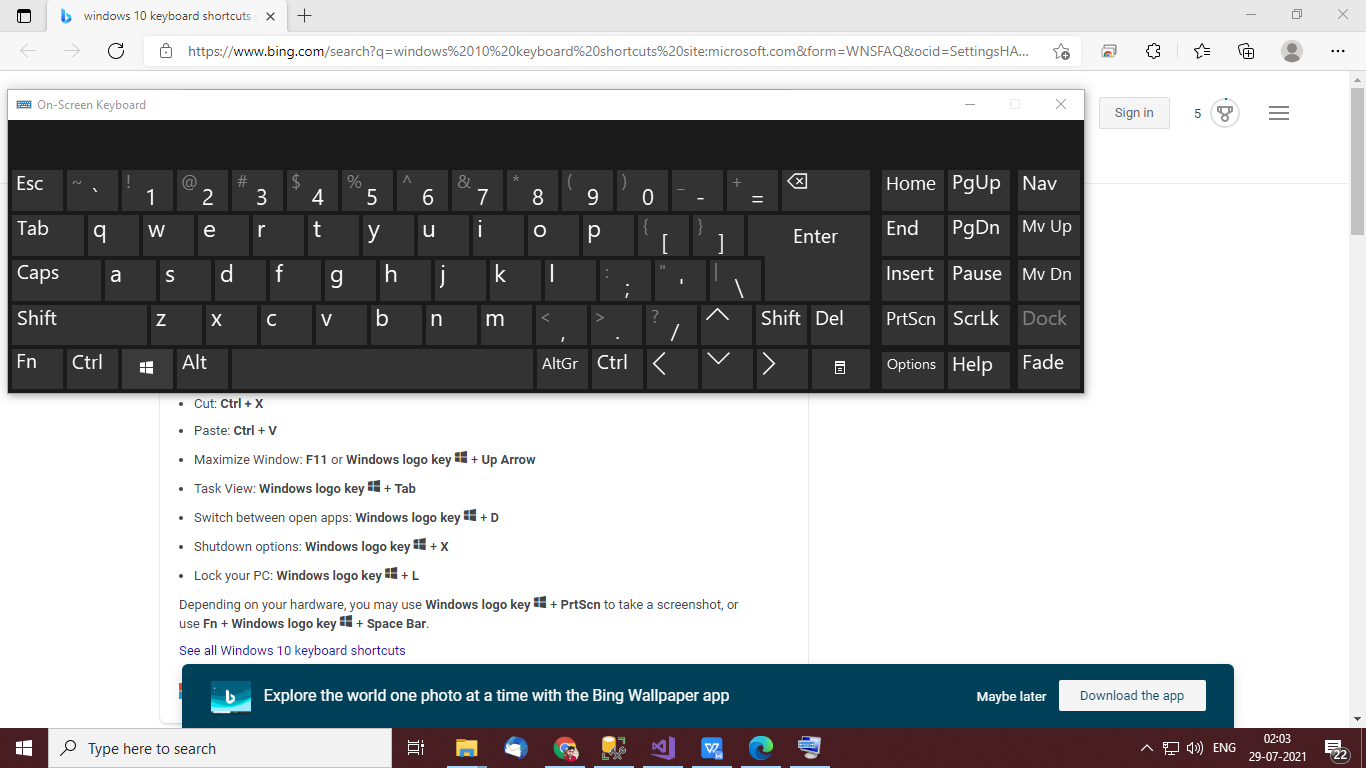 windows 10 keyboard shortcuts
https://www.bing.com/search?q=windows%2010%20keyboard%20shortcuts%20site:microsoft.com&form=WNSFAQ&ocid=SettingsHA...
On-Screen Keyboard
Sign in
5
Esc ~ ` ! 1 @ 2 # 3 $ 4 % 5 ^ 6 & 7 * 8 ( 9 ) 0 _ - + = Home PgUp Nav
Tab q w e r t y u i o p { [ } ] Enter End PgDn Mv Up
Caps a s d f g h j k l : ; " ' | \ Insert Pause Mv Dn
Shift z x c v b n m < , > . ? / Shift Del PrtScn ScrLk Dock
Fn Ctrl Alt AltGr Ctrl Options Help Fade
• Cut: Ctrl + X
• Paste: Ctrl + V
• Maximize Window: F11 or Windows logo key + Up Arrow
• Task View: Windows logo key + Tab
• Switch between open apps: Windows logo key + D
• Shutdown options: Windows logo key + X
• Lock your PC: Windows logo key + L
Depending on your hardware, you may use Windows logo key + PrtScn to take a screenshot, or
use Fn + Windows logo key + Space Bar.
See all Windows 10 keyboard shortcuts
Explore the world one photo at a time with the Bing Wallpaper app
Maybe later
Download the app
Type here to search
ENG
02:03
29-07-2021
22